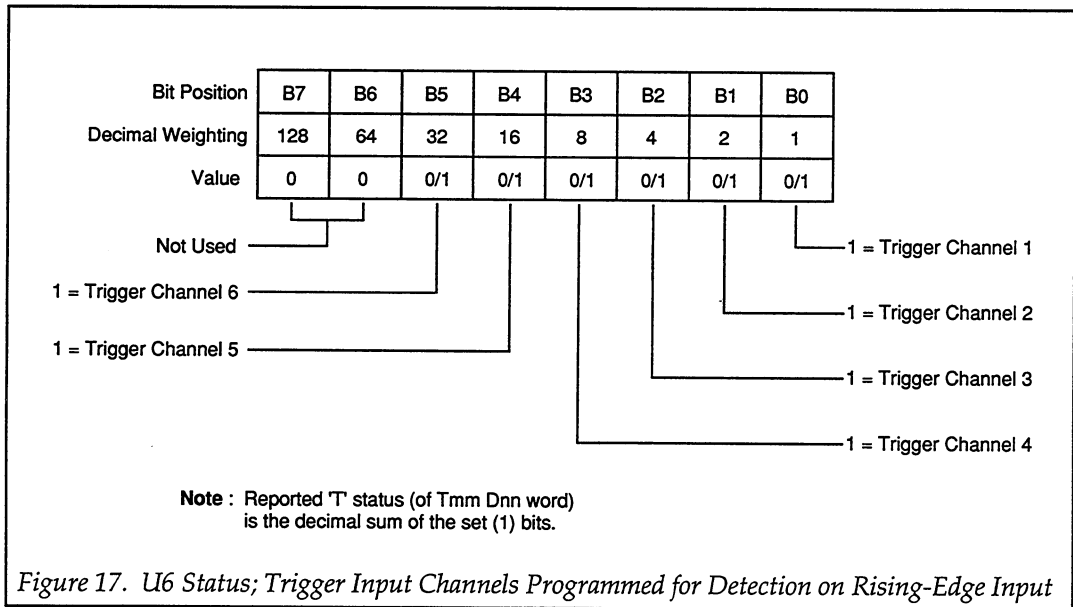 Bit Position B7 B6 B5 B4 B3 B2 B1 B0
Decimal Weighting 128 64 32 16 8 4 2 1
Value 0 0 0/1 0/1 0/1 0/1 0/1 0/1
Not Used
1 = Trigger Channel 1
1 = Trigger Channel 6
1 = Trigger Channel 2
1 = Trigger Channel 5
1 = Trigger Channel 3
1 = Trigger Channel 4
Note : Reported 'T' status (of Tmm Dnn word)
is the decimal sum of the set (1) bits.
Figure 17. U6 Status; Trigger Input Channels Programmed for Detection on Rising-Edge Input